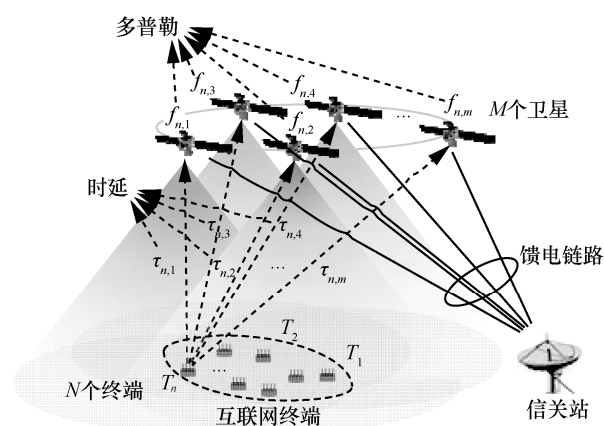 多普勒
f_{n,3}
f_{n,4}
f_{n,1}
f_{n,2}
f_{n,m}
M个卫星
...
时延
τ_{n,3}
τ_{n,4}
τ_{n,1}
τ_{n,2}
...
τ_{n,m}
馈电链路
T_2
T_1
N个终端
T_n
...
互联网终端
信关站